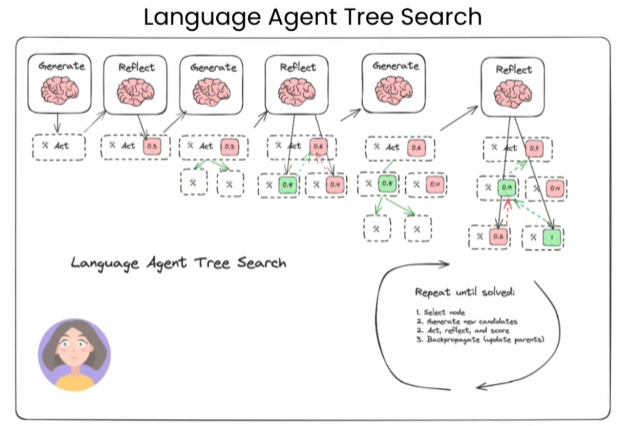 Language Agent Tree Search
Generate
Reflect
Generate
Reflect
Generate
Reflect
Act
Act 0.3
Act 0.3
Act 0.6
Act 0.6
Act 0.7
0.8 0.4
0.8 0.4
0.9 0.4
0.2 1
Language Agent Tree Search
Repeat until solved:
1. Select node
2. Generate new candidates
2. Act, reflect, and score
3. Backpropagate (update parents)